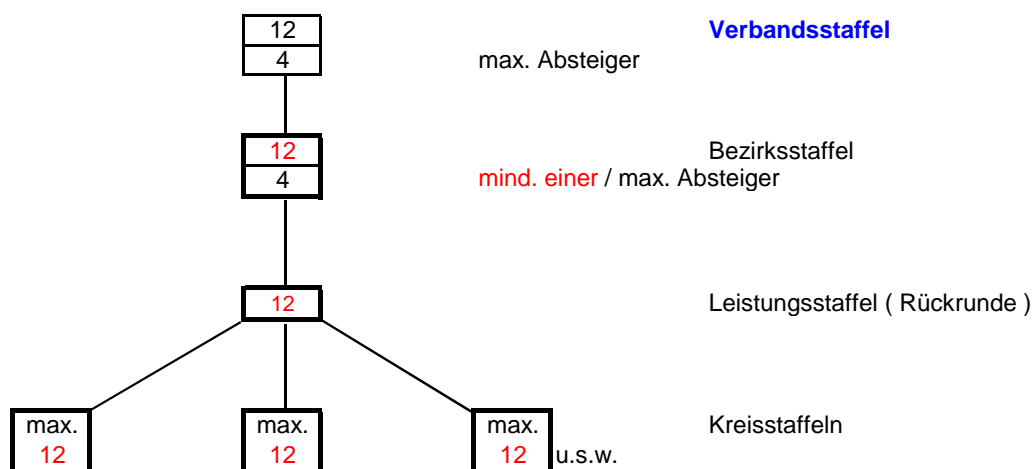 12 Verbandsstaffel
4 max. Absteiger
12 Bezirksstaffel
4 mind. einer / max. Absteiger
12 Leistungsstaffel ( Rückrunde )
max. max. max. Kreisstaffeln
12 12 12 u.s.w.